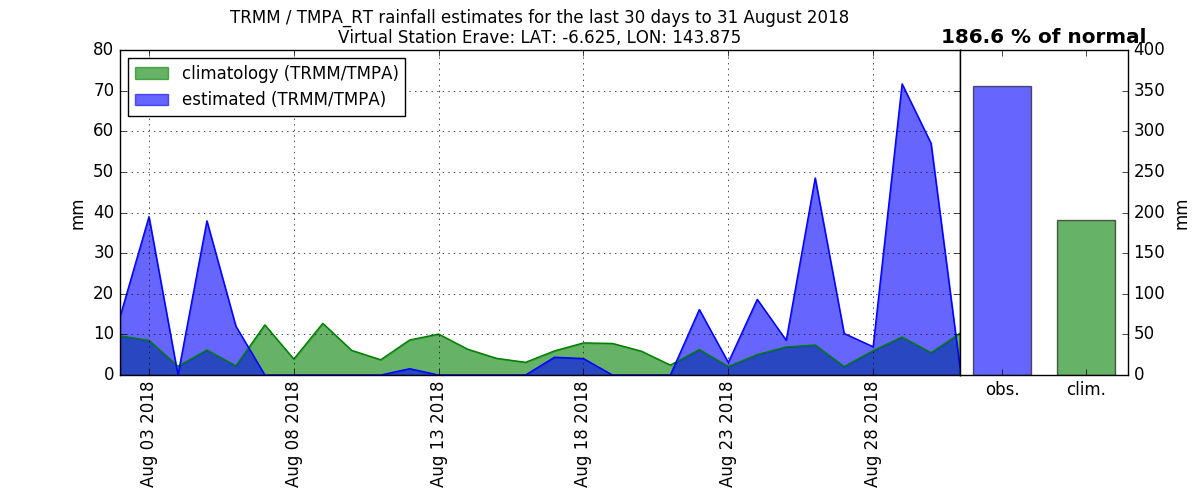 TRMM / TMPA_RT rainfall estimates for the last 30 days to 31 August 2018
Virtual Station Erave: LAT: -6.625, LON: 143.875
186.6 % of normal
climatology (TRMM/TMPA)
estimated (TRMM/TMPA)
80
70
60
50
40
30
20
10
0
mm
Aug 03 2018
Aug 08 2018
Aug 13 2018
Aug 18 2018
Aug 23 2018
Aug 28 2018
400
350
300
250
200
150
100
50
0
mm
obs.
clim.